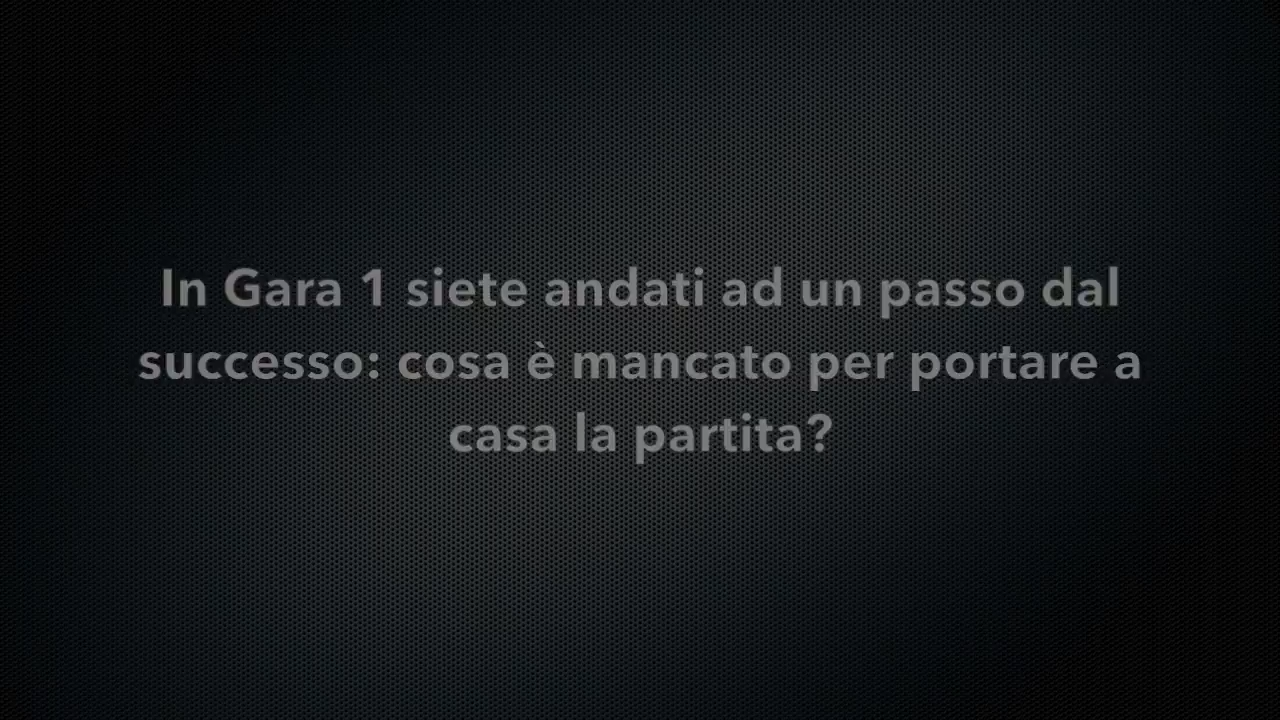 In Gara 1 siete andati ad un passo dal
successo: cosa è mancato per portare a
casa la partita?